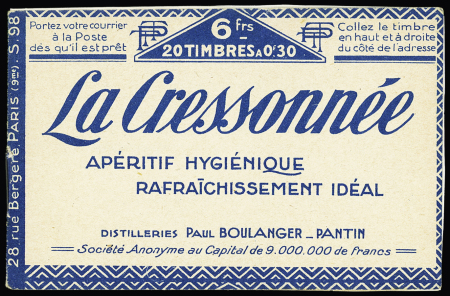 Portez votre courrier
à la Poste
dès qu'il est prêt
6 frs
20 TIMBRES A 0f.30
Collez le timbre
en haut et à droite
du côté de l'adresse
28 rue Bergère. PARIS (9me). S. 98
La Cressonnée
APÉRITIF HYGIÉNIQUE
RAFRAÎCHISSEMENT IDÉAL
DISTILLERIES PAUL BOULANGER _ PANTIN
Société Anonyme au Capital de 9.000.000 de francs